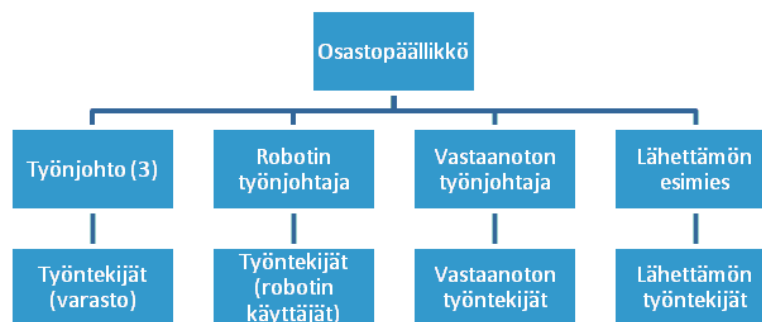 Osastopäällikkö
Työnjohto (3)
Robotin
työnjohtaja
Vastaanoton
työnjohtaja
Lähettämön
esimies
Työntekijät
(varasto)
Työntekijät
(robotin
käyttäjät)
Vastaanoton
työntekijät
Lähettämön
työntekijät